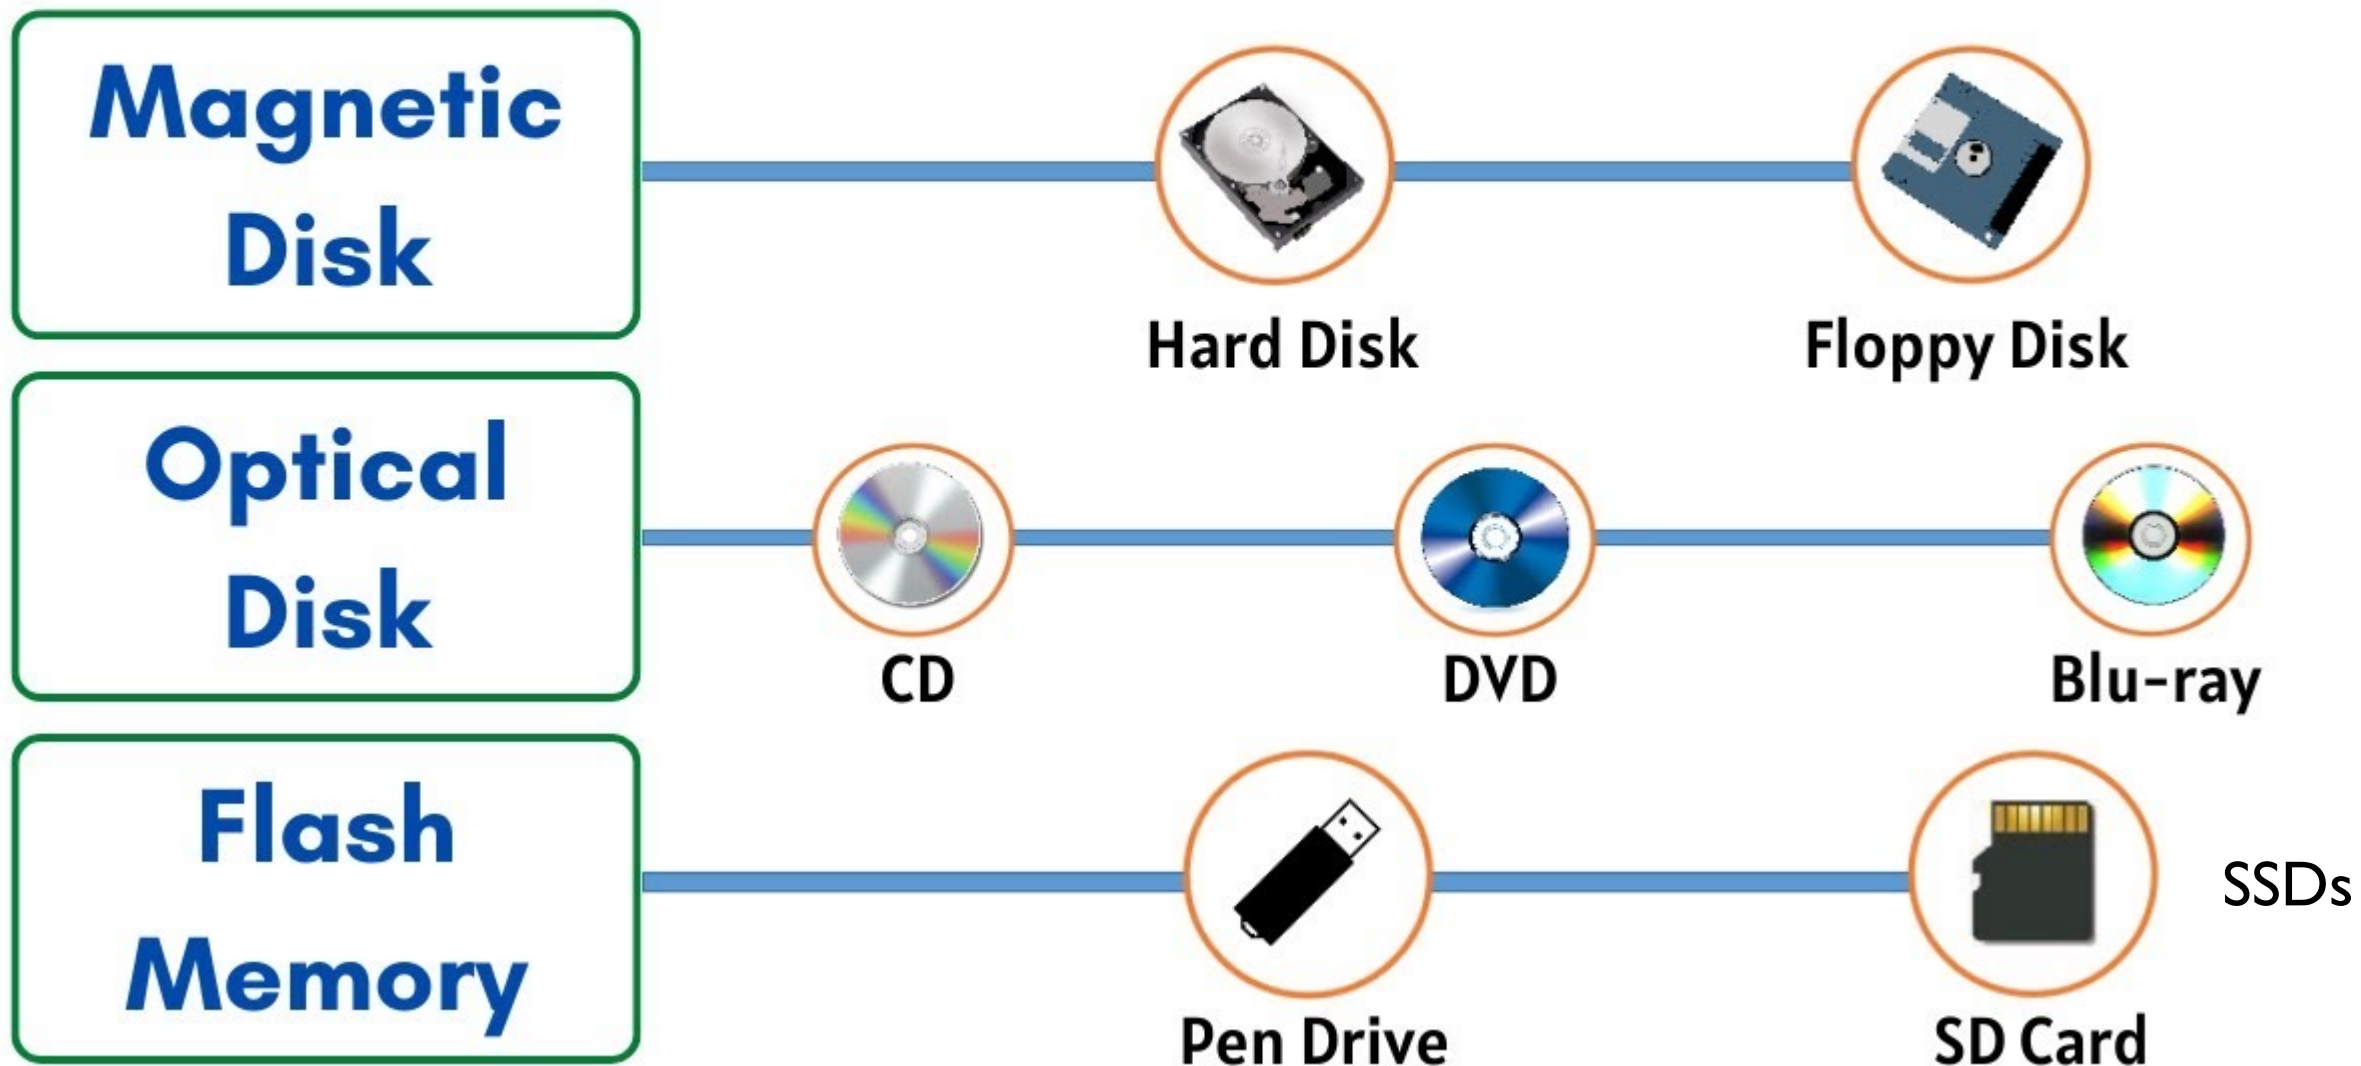 Magnetic
Disk
Hard Disk
Floppy Disk
Optical
Disk
CD
DVD
Blu-ray
Flash
Memory
Pen Drive
SD Card
SSDs